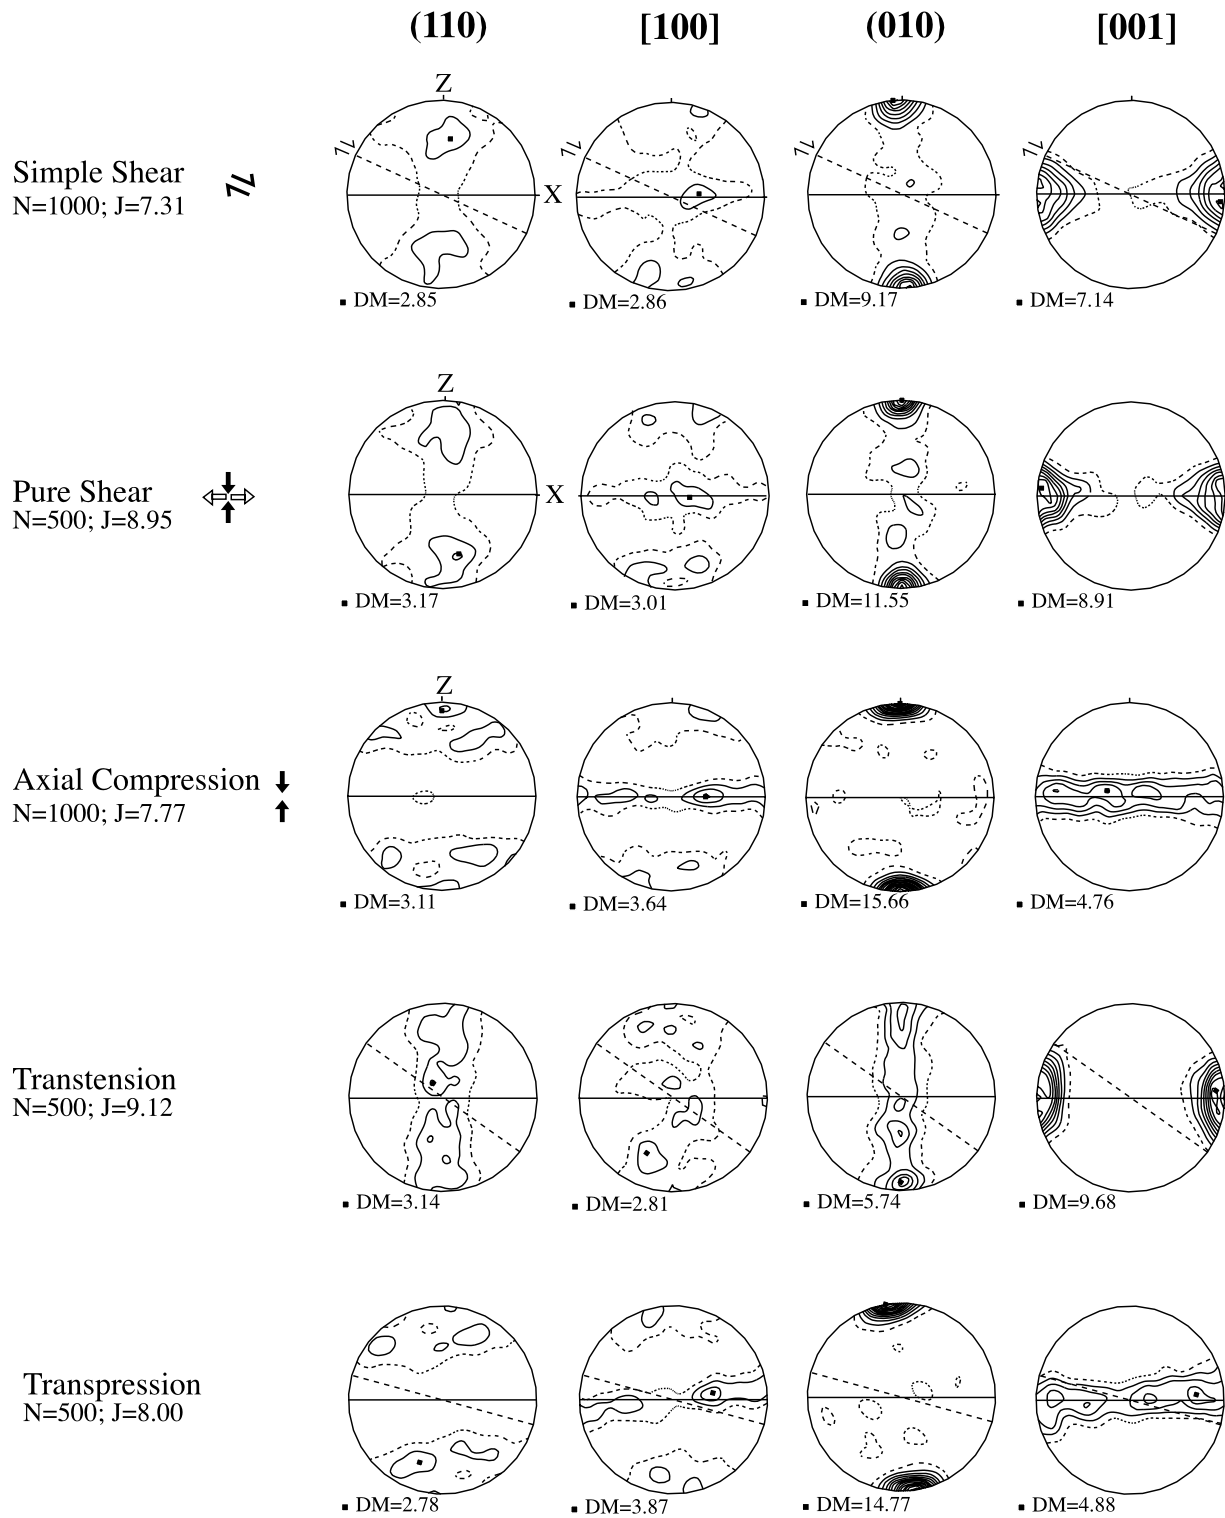 (110) [100] (010) [001]
Z
Simple Shear
N=1000; J=7.31
X
DM=2.85 DM=2.86 DM=9.17 DM=7.14
Z
Pure Shear
N=500; J=8.95
X
DM=3.17 DM=3.01 DM=11.55 DM=8.91
Z
Axial Compression
N=1000; J=7.77
DM=3.11 DM=3.64 DM=15.66 DM=4.76
Transtension
N=500; J=9.12
DM=3.14 DM=2.81 DM=5.74 DM=9.68
Transpression
N=500; J=8.00
DM=2.78 DM=3.87 DM=14.77 DM=4.88